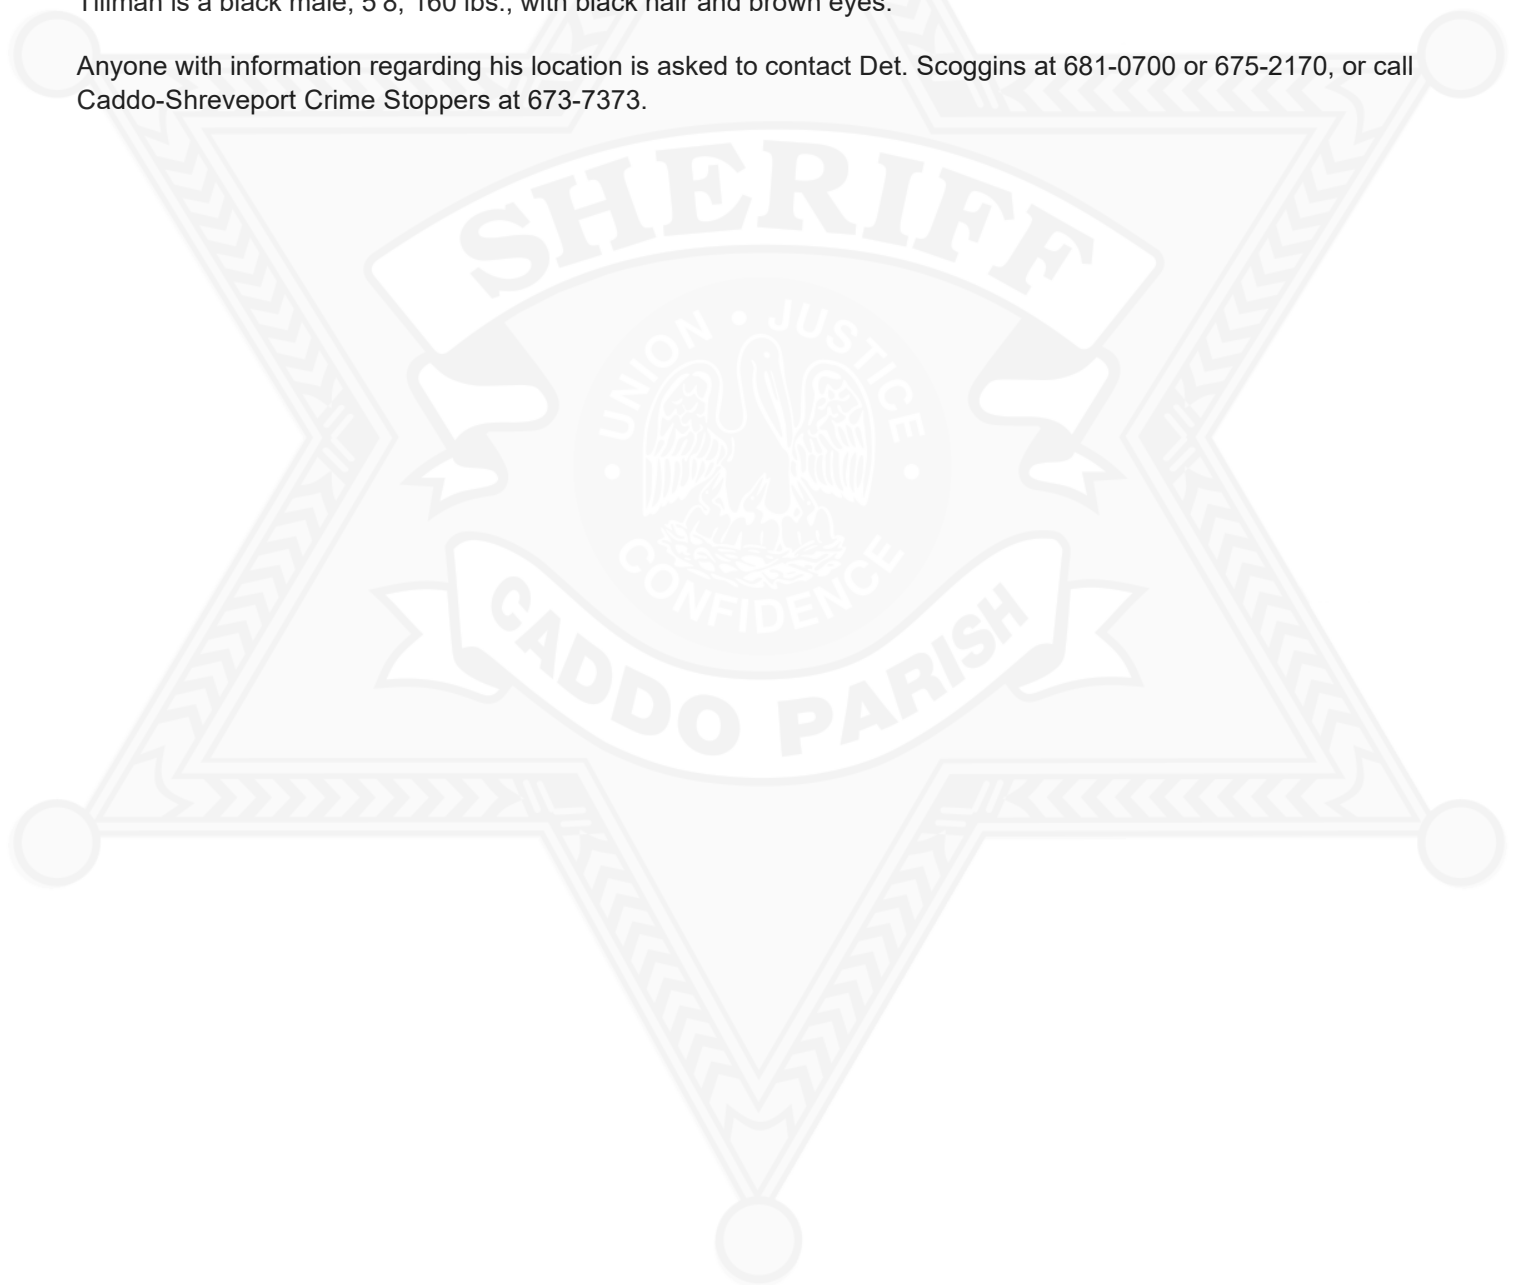 Tillman is a black male, 5'8, 160 lbs., with black hair and brown eyes.
Anyone with information regarding his location is asked to contact Det. Scoggins at 681-0700 or 675-2170, or call
Caddo-Shreveport Crime Stoppers at 673-7373.
SHERIFF
UNION • JUSTICE
• CONFIDENCE •
CADDO PARISH